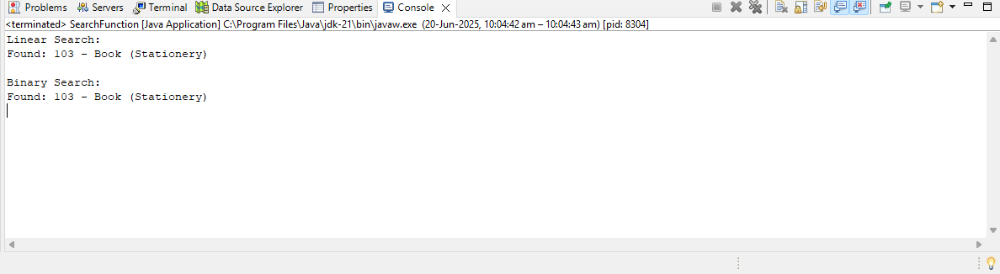 Problems Servers Terminal Data Source Explorer Properties Console
<terminated> SearchFunction [Java Application] C:\Program Files\Java\jdk-21\bin\javaw.exe (20-Jun-2025, 10:04:42 am – 10:04:43 am) [pid: 8304]
Linear Search:
Found: 103 - Book (Stationery)
Binary Search:
Found: 103 - Book (Stationery)